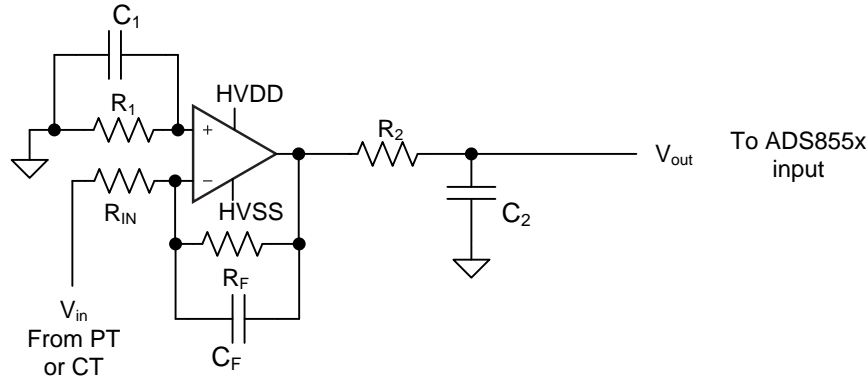 C1
HVDD
R1
+
R2
Vout
To ADS855x
input
−
RIN
HVSS
C2
RF
Vin
From PT
or CT
CF